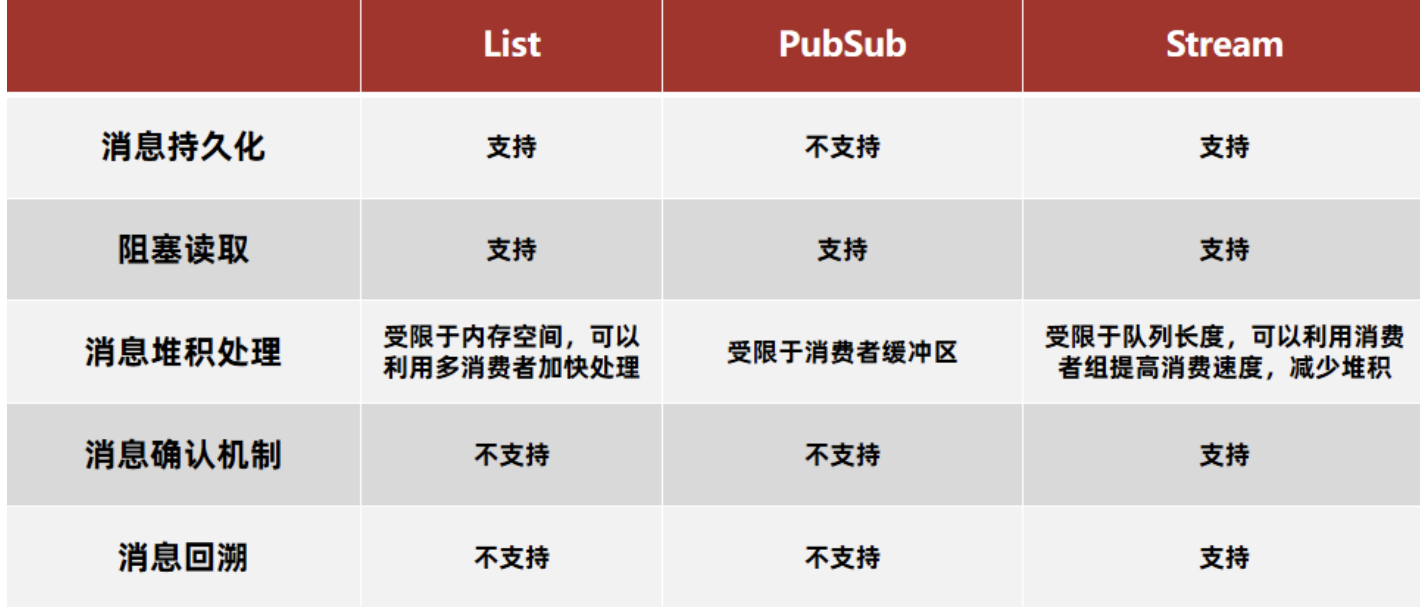 List PubSub Stream
消息持久化 支持 不支持 支持
阻塞读取 支持 支持 支持
消息堆积处理 受限于内存空间，可以 受限于消费者缓冲区 受限于队列长度，可以利用消费
利用多消费者加快处理 者组提高消费速度，减少堆积
消息确认机制 不支持 不支持 支持
消息回溯 不支持 不支持 支持